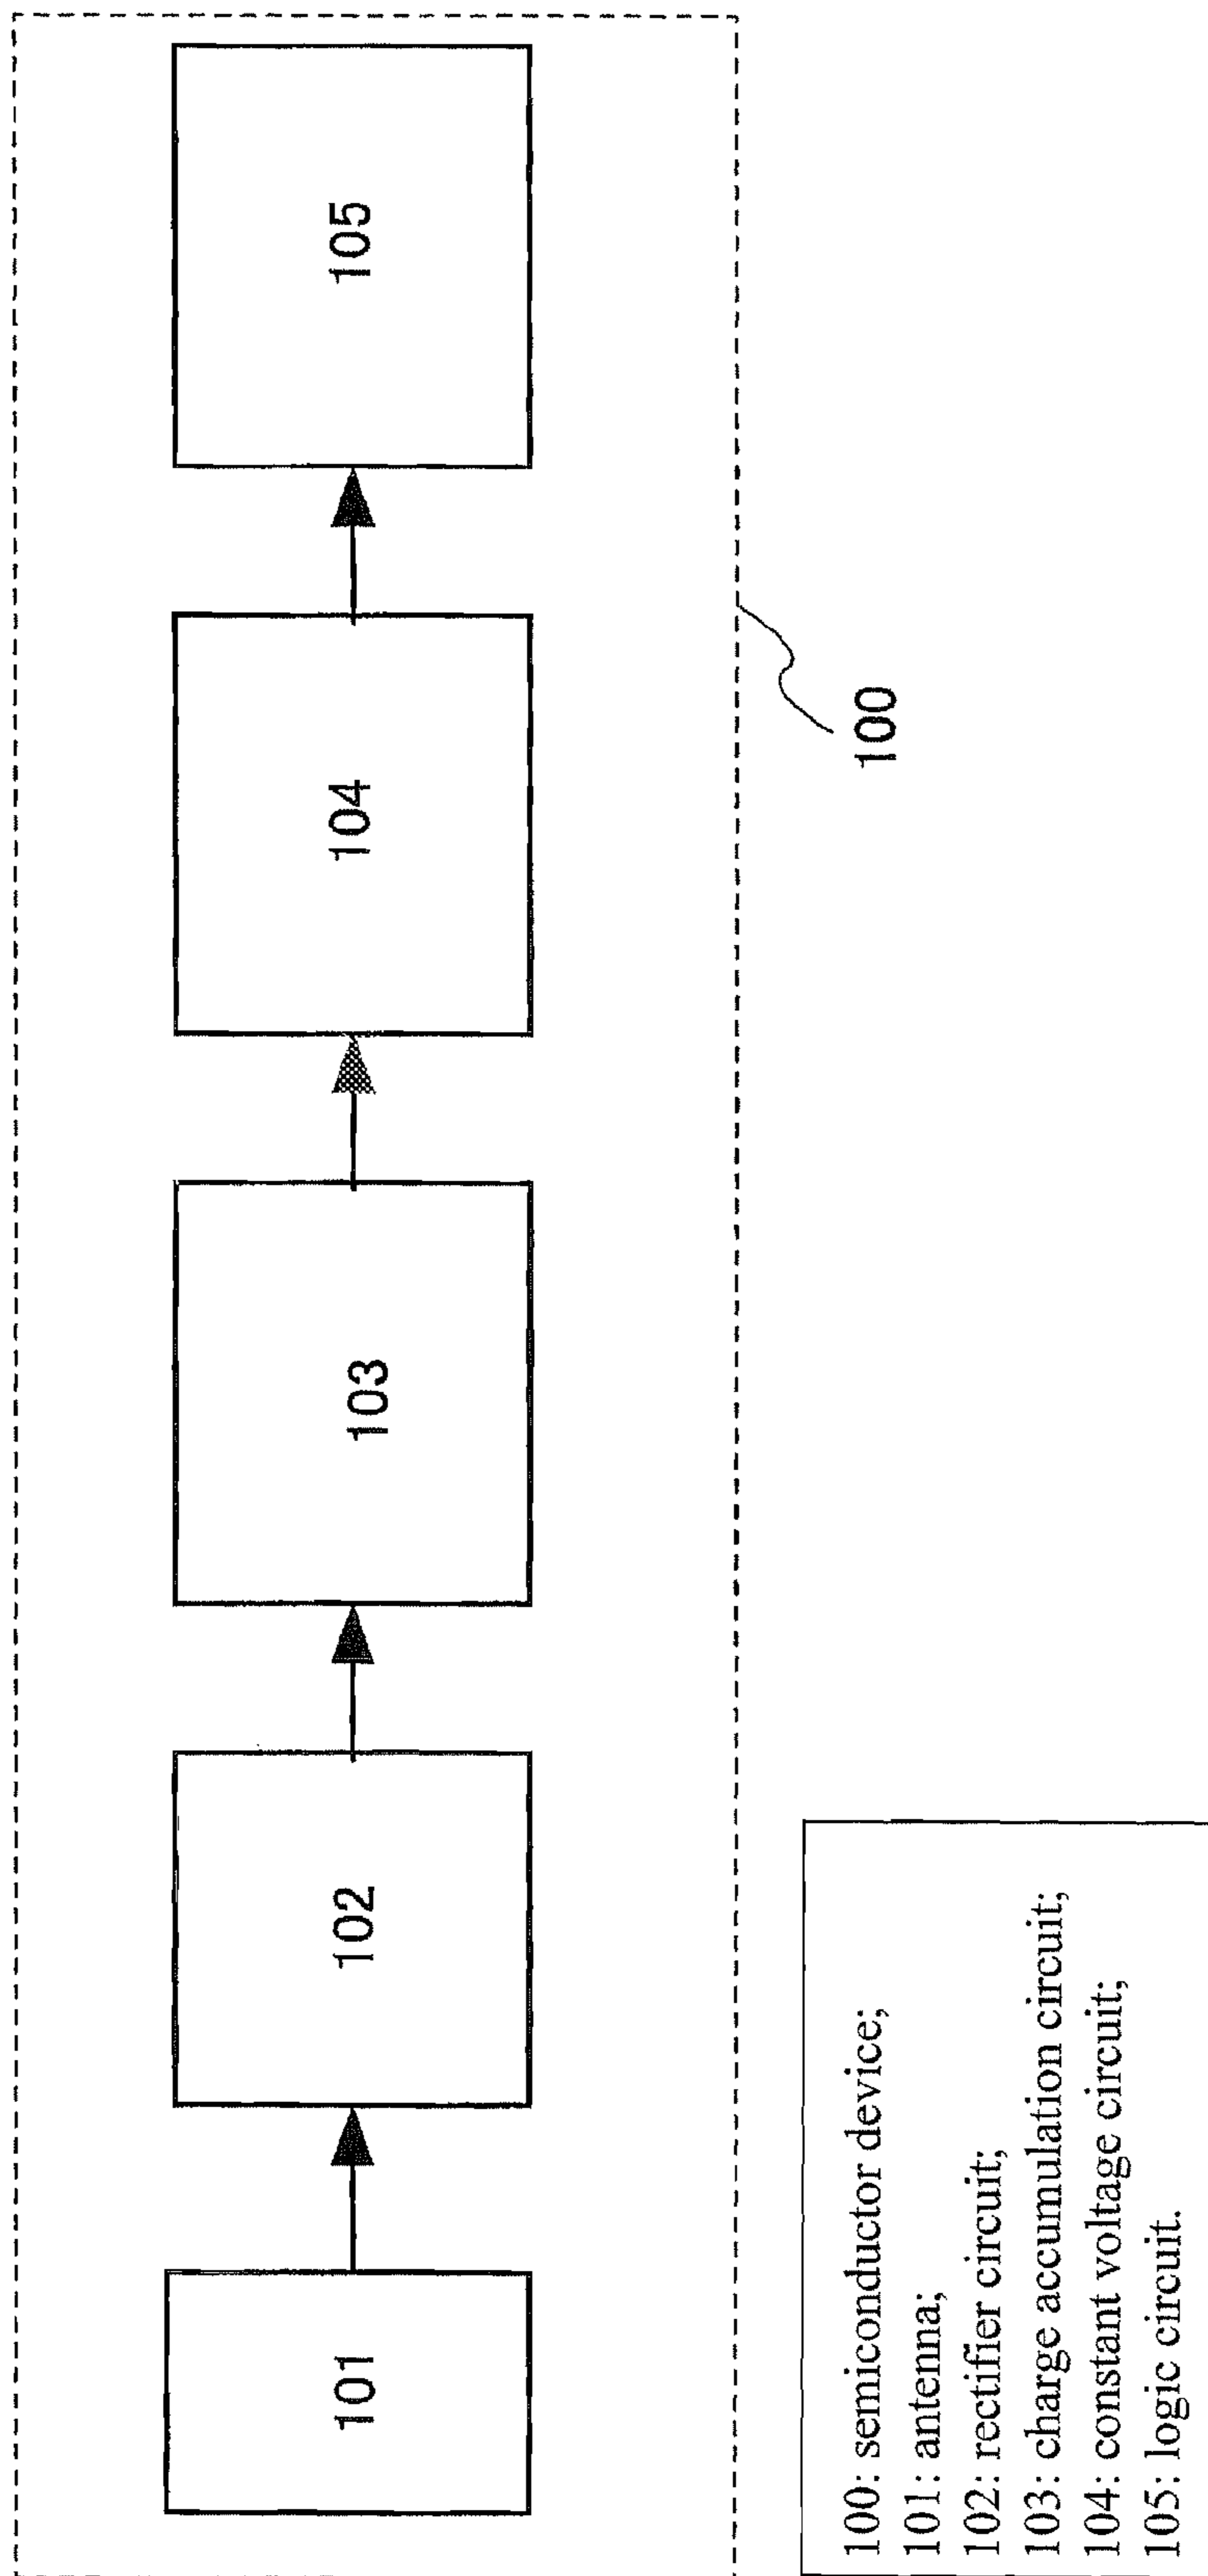 101
102
103
104
105
100
100: semiconductor device;
101: antenna;
102: rectifier circuit;
103: charge accumulation circuit;
104: constant voltage circuit;
105: logic circuit.